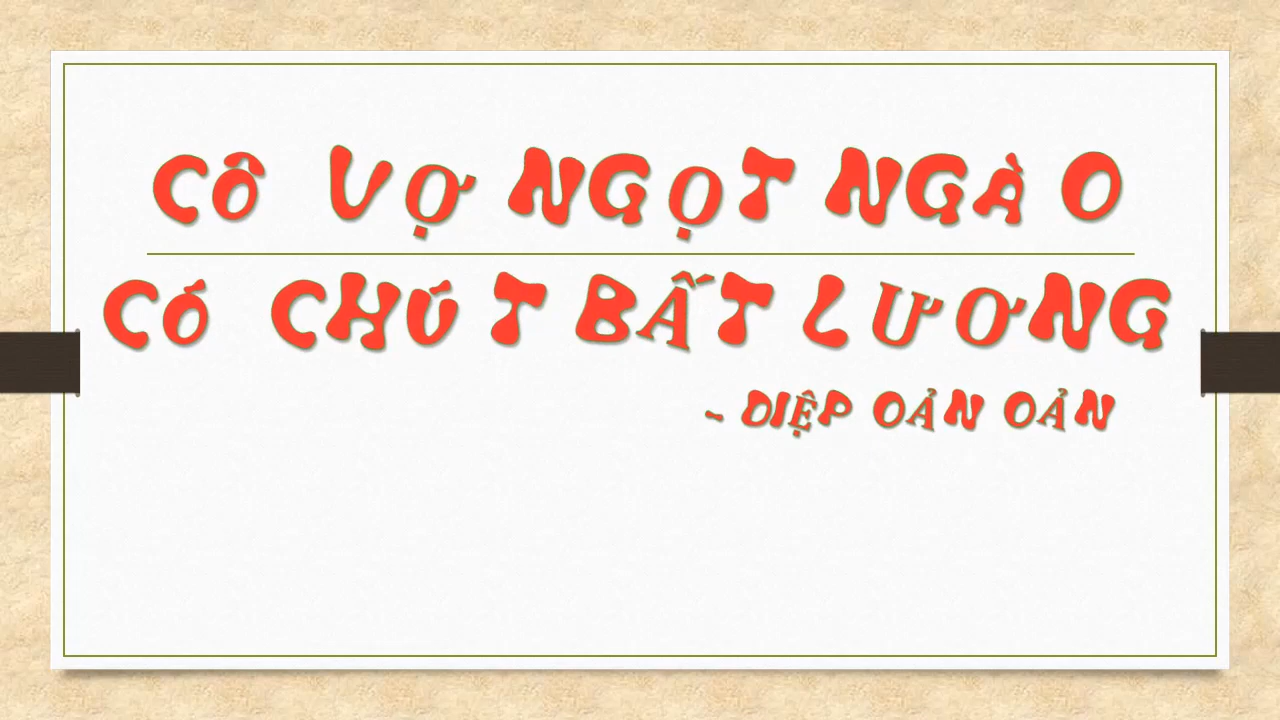 CÔ VỢ NGỌT NGÀO
CÓ CHÚT BẤT LƯƠNG
- DIỆP OẢN OẢN